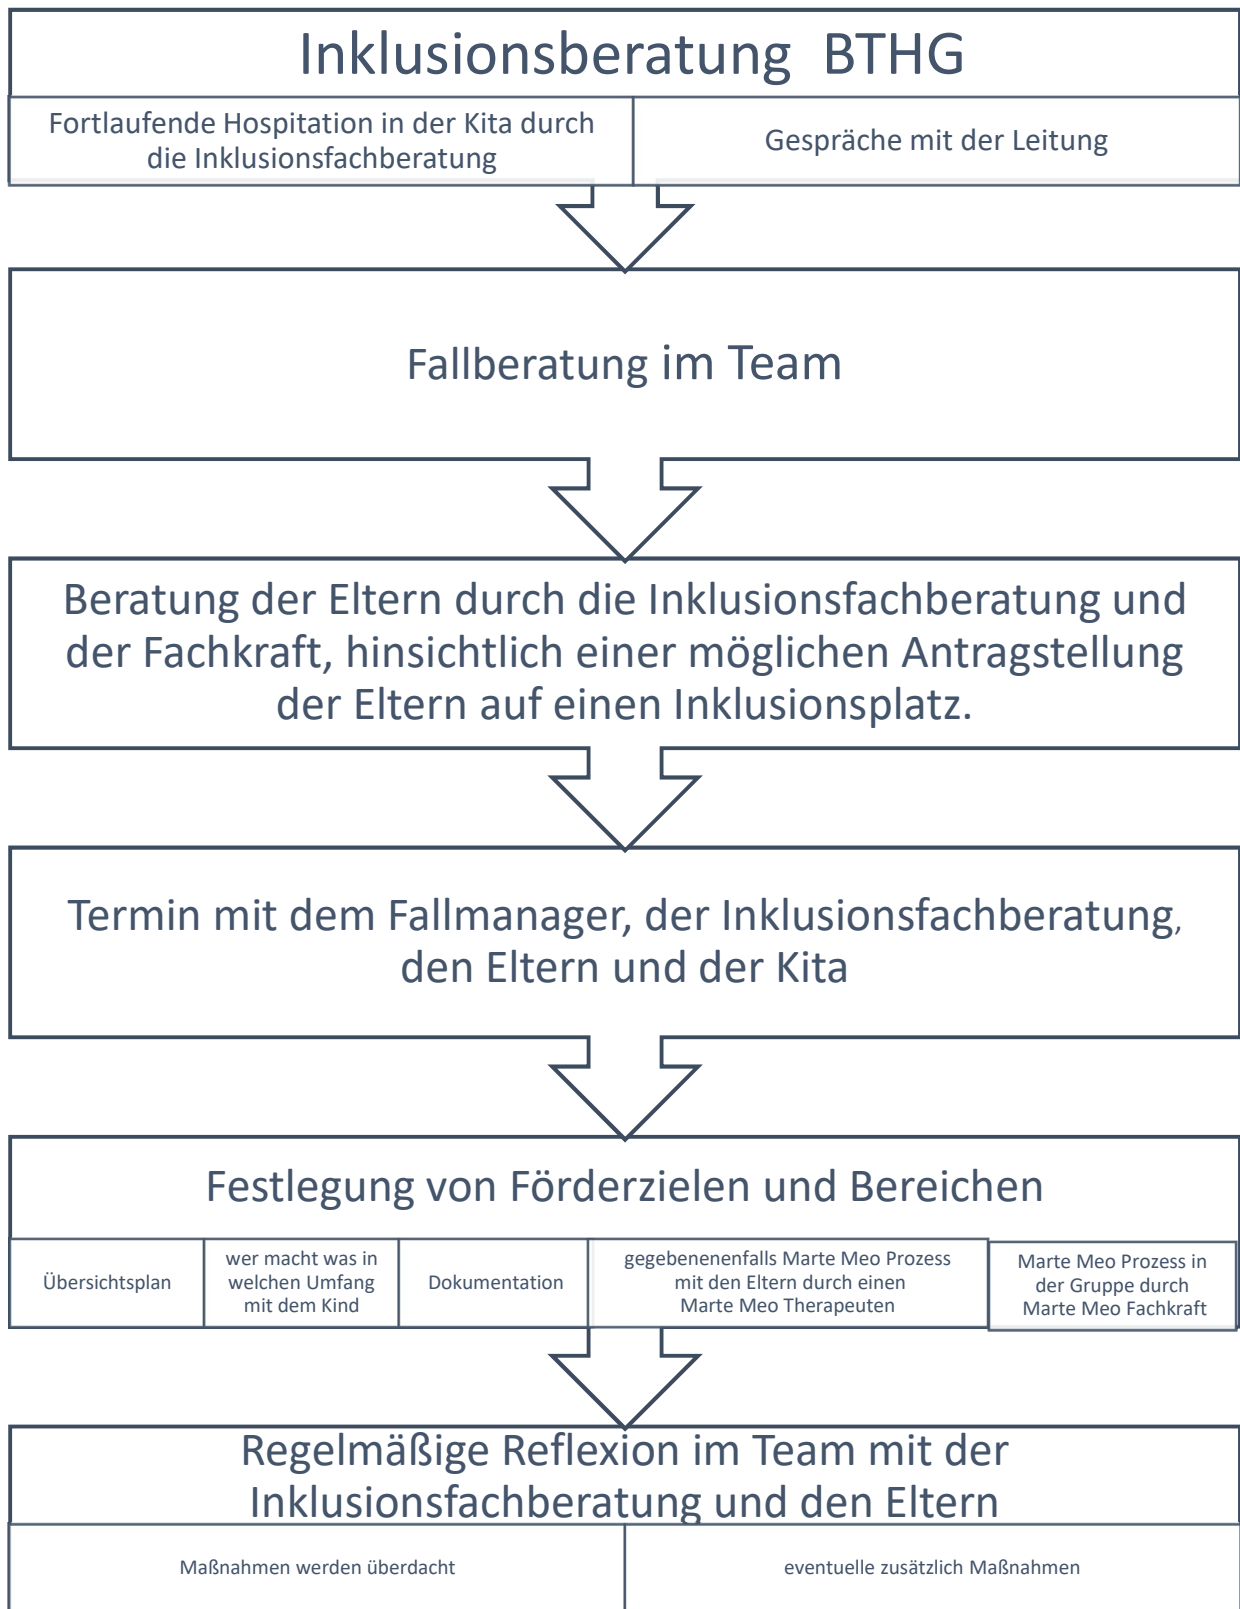 Inklusionsberatung BTHG
Fortlaufende Hospitation in der Kita durch
die Inklusionsfachberatung
Gespräche mit der Leitung
Fallberatung im Team
Beratung der Eltern durch die Inklusionsfachberatung und
der Fachkraft, hinsichtlich einer möglichen Antragstellung
der Eltern auf einen Inklusionsplatz.
Termin mit dem Fallmanager, der Inklusionsfachberatung,
den Eltern und der Kita
Festlegung von Förderzielen und Bereichen
Übersichtsplan
wer macht was in
welchen Umfang
mit dem Kind
Dokumentation
gegebenenenfalls Marte Meo Prozess
mit den Eltern durch einen
Marte Meo Therapeuten
Marte Meo Prozess in
der Gruppe durch
Marte Meo Fachkraft
Regelmäßige Reflexion im Team mit der
Inklusionsfachberatung und den Eltern
Maßnahmen werden überdacht
eventuelle zusätzlich Maßnahmen